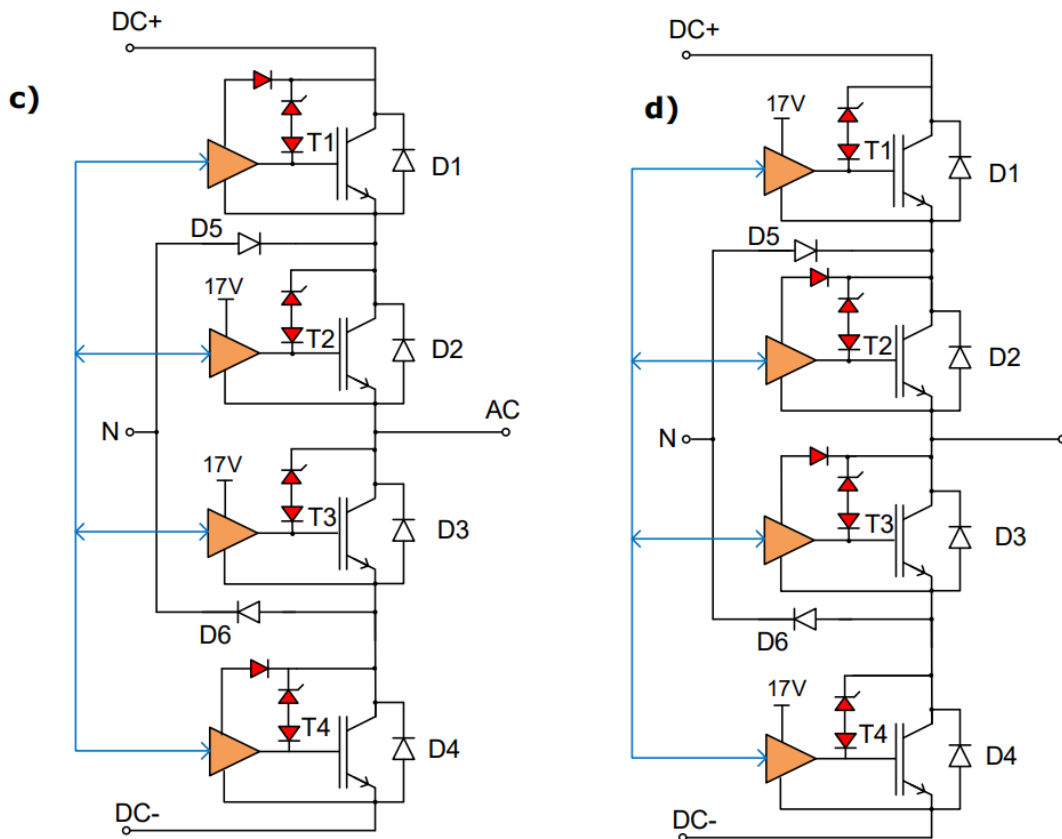 DC+
c)
T1
D1
D5
17V
T2
D2
N
AC
17V
T3
D3
D6
T4
D4
DC-
DC+
d)
17V
T1
D1
D5
T2
D2
N
T3
D3
D6
17V
T4
D4
DC-